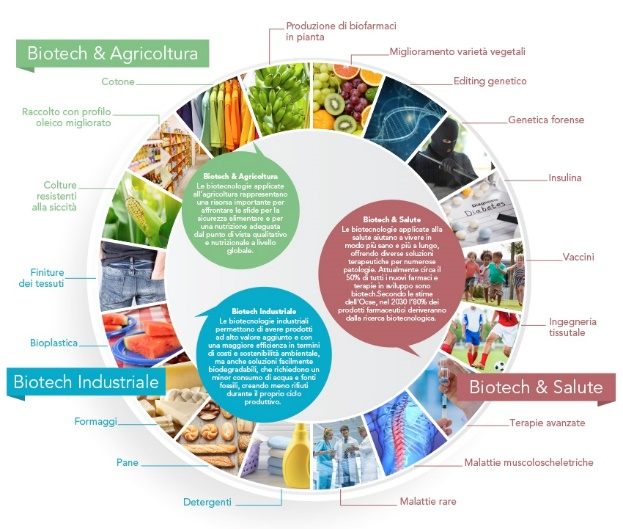 Produzione di biofarmaci
in pianta
Biotech & Agricoltura
Miglioramento varietà vegetali
Cotone
Editing genetico
Raccolto con profilo
oleico migliorato
Genetica forense
Biotech & Agricoltura
Le biotecnologie applicate
all'agricoltura rappresentano
una risorsa importante per
affrontare le sfide per la
sicurezza alimentare e per
una nutrizione adeguata
dal punto di vista qualitativo
e nutrizionale a livello
globale.
Insulina
Diabetes
Colture
resistenti
alla siccità
Biotech & Salute
Le biotecnologie applicate alla
salute aiutano a vivere in
modo più sano e più a lungo,
offrendo diverse soluzioni
terapeutiche per numerose
patologie. Attualmente circa il
50% di tutti i nuovi farmaci e
terapie in sviluppo sono
biotech.Secondo le stime
dell'Ocse, nel 2030 l'80% dei
prodotti farmaceutici deriveranno
dalla ricerca biotecnologica.
Vaccini
Finiture
dei tessuti
Biotech Industriale
Le biotecnologie industriali
permettono di avere prodotti
ad alto valore aggiunto e con
una maggiore efficienza in termini
di costi e sostenibilità ambientale,
ma anche soluzioni facilmente
biodegradabili, che richiedono un
minor consumo di acqua e fonti
fossili, creando meno rifiuti
durante il proprio ciclo
produttivo.
Ingegneria
tissutale
Bioplastica
Biotech Industriale
Biotech & Salute
Formaggi
Terapie avanzate
Pane
Malattie muscoloscheletriche
Detergenti
Malattie rare